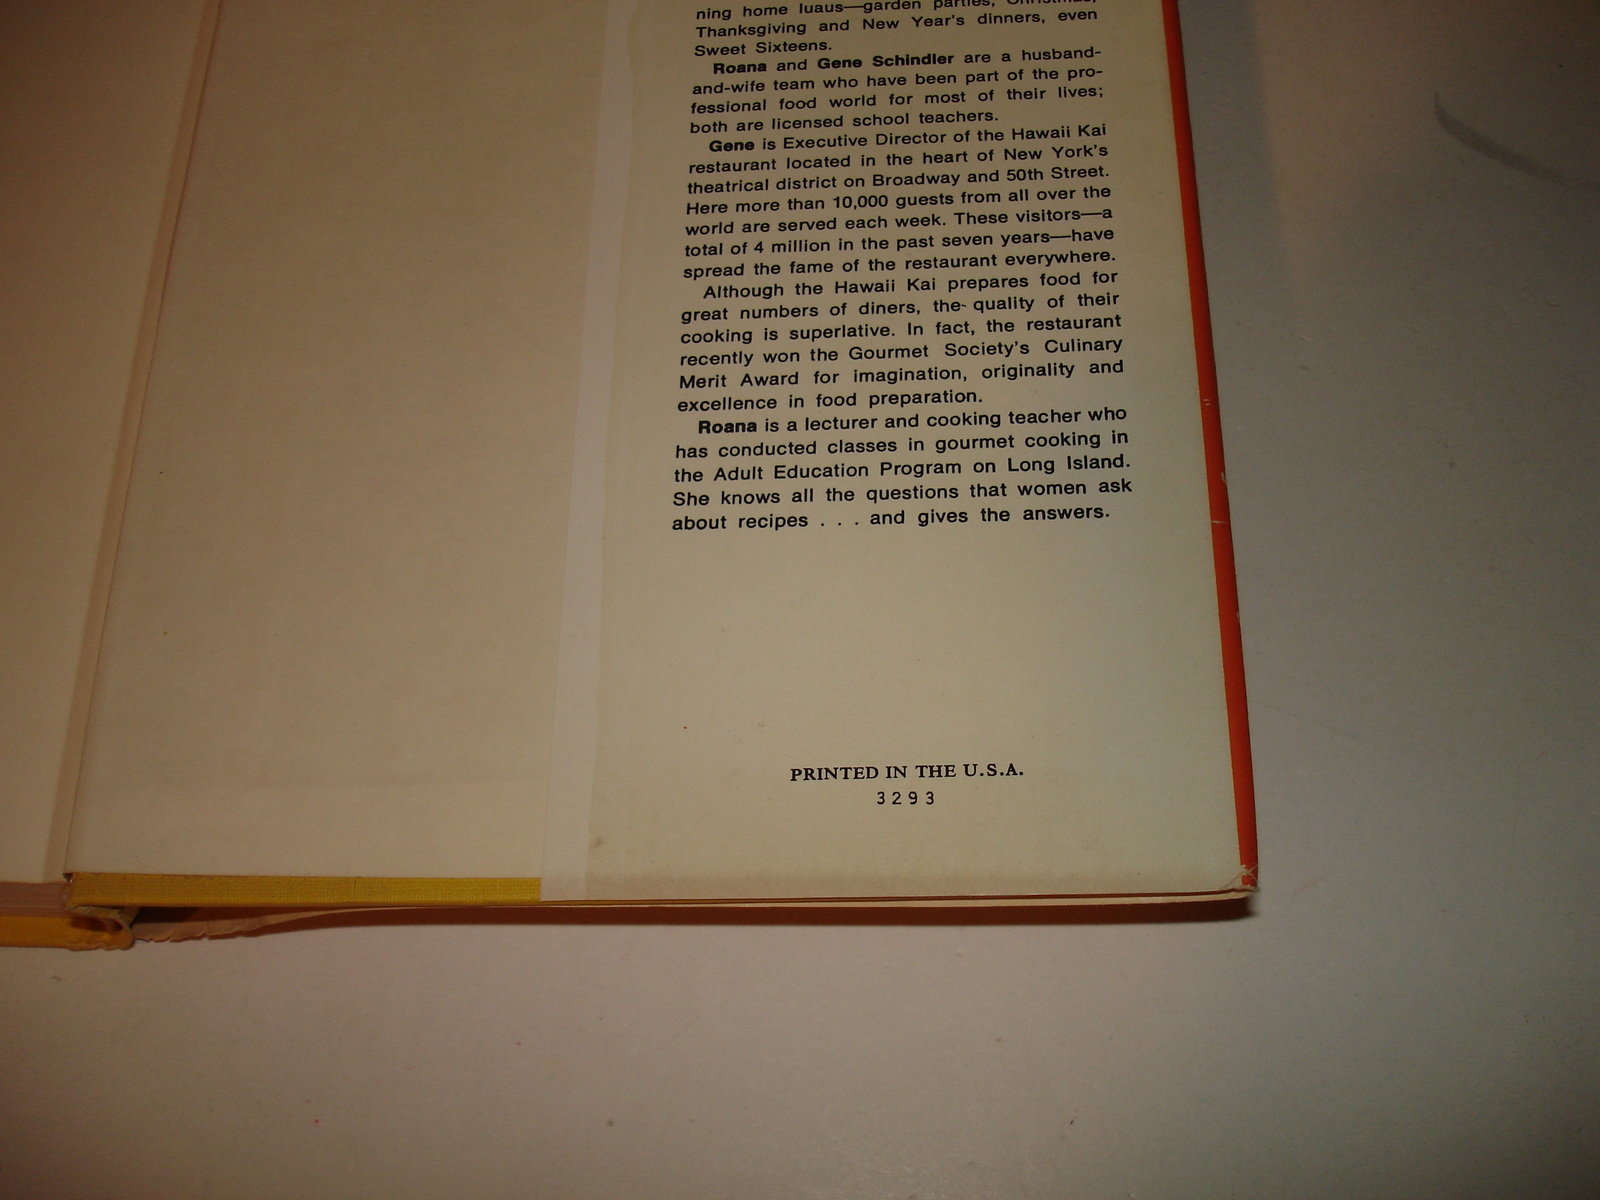 ning home luaus—garden parties, Christmas,
Thanksgiving and New Year's dinners, even
Sweet Sixteens.
Roana and Gene Schindler are a husband-
and-wife team who have been part of the pro-
fessional food world for most of their lives;
both are licensed school teachers.
Gene is Executive Director of the Hawaii Kai
restaurant located in the heart of New York's
theatrical district on Broadway and 50th Street.
Here more than 10,000 guests from all over the
world are served each week. These visitors—a
total of 4 million in the past seven years—have
spread the fame of the restaurant everywhere.
Although the Hawaii Kai prepares food for
great numbers of diners, the- quality of their
cooking is superlative. In fact, the restaurant
recently won the Gourmet Society's Culinary
Merit Award for imagination, originality and
excellence in food preparation.
Roana is a lecturer and cooking teacher who
has conducted classes in gourmet cooking in
the Adult Education Program on Long Island.
She knows all the questions that women ask
about recipes . . . and gives the answers.
PRINTED IN THE U.S.A.
3293